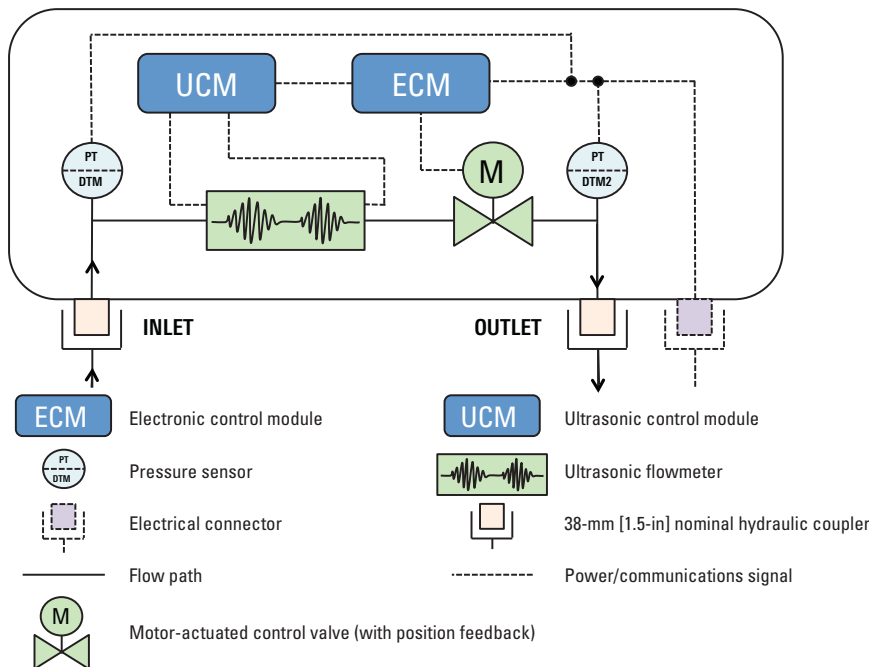 UCM
ECM
PT
DTM
M
PT
DTM2
INLET
OUTLET
ECM
Electronic control module
UCM
Ultrasonic control module
PT
DTM
Pressure sensor
Ultrasonic flowmeter
Electrical connector
38-mm [1.5-in] nominal hydraulic coupler
Flow path
Power/communications signal
M
Motor-actuated control valve (with position feedback)